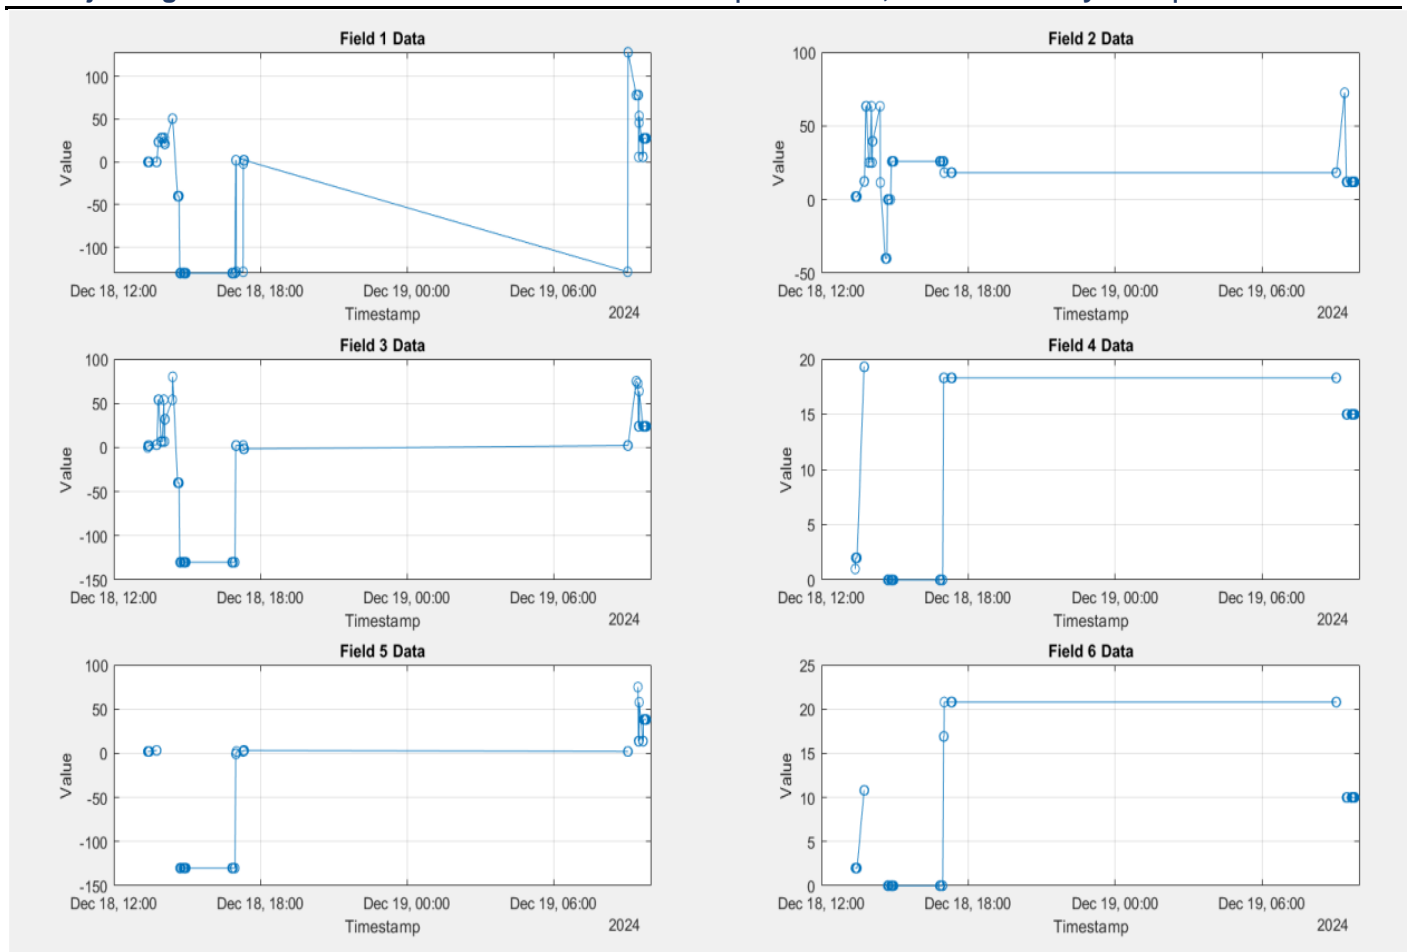 Field 1 Data
Value
100
50
0
-50
-100
Dec 18, 12:00 Dec 18, 18:00 Dec 19, 00:00 Dec 19, 06:00
Timestamp 2024
Field 2 Data
Value
100
50
0
-50
Dec 18, 12:00 Dec 18, 18:00 Dec 19, 00:00 Dec 19, 06:00
Timestamp 2024
Field 3 Data
Value
100
50
0
-50
-100
-150
Dec 18, 12:00 Dec 18, 18:00 Dec 19, 00:00 Dec 19, 06:00
Timestamp 2024
Field 4 Data
Value
20
15
10
5
0
Dec 18, 12:00 Dec 18, 18:00 Dec 19, 00:00 Dec 19, 06:00
Timestamp 2024
Field 5 Data
Value
100
50
0
-50
-100
-150
Dec 18, 12:00 Dec 18, 18:00 Dec 19, 00:00 Dec 19, 06:00
Timestamp 2024
Field 6 Data
Value
25
20
15
10
5
0
Dec 18, 12:00 Dec 18, 18:00 Dec 19, 00:00 Dec 19, 06:00
Timestamp 2024